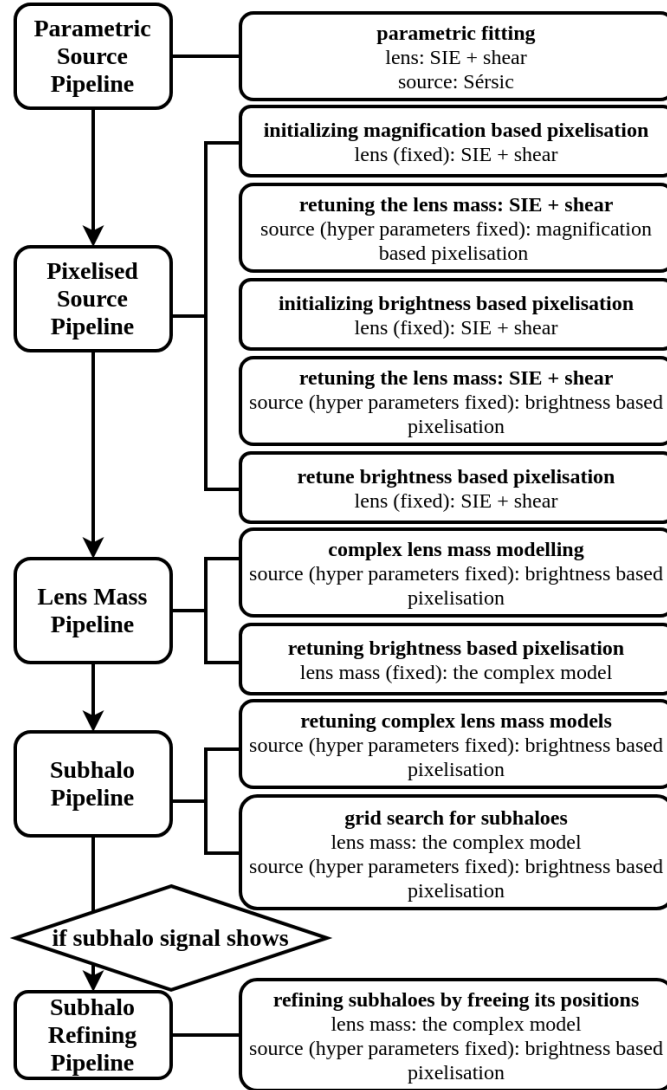 Parametric
Source
Pipeline
parametric fitting
lens: SIE + shear
source: Sérsic
initializing magnification based pixelisation
lens (fixed): SIE + shear
retuning the lens mass: SIE + shear
source (hyper parameters fixed): magnification
based pixelisation
Pixelised
Source
Pipeline
initializing brightness based pixelisation
lens (fixed): SIE + shear
retuning the lens mass: SIE + shear
source (hyper parameters fixed): brightness based
pixelisation
retune brightness based pixelisation
lens (fixed): SIE + shear
Lens Mass
Pipeline
complex lens mass modelling
source (hyper parameters fixed): brightness based
pixelisation
retuning brightness based pixelisation
lens mass (fixed): the complex model
Subhalo
Pipeline
retuning complex lens mass models
source (hyper parameters fixed): brightness based
pixelisation
grid search for subhaloes
lens mass: the complex model
source (hyper parameters fixed): brightness based
pixelisation
if subhalo signal shows
Subhalo
Refining
Pipeline
refining subhaloes by freeing its positions
lens mass: the complex model
source (hyper parameters fixed): brightness based
pixelisation